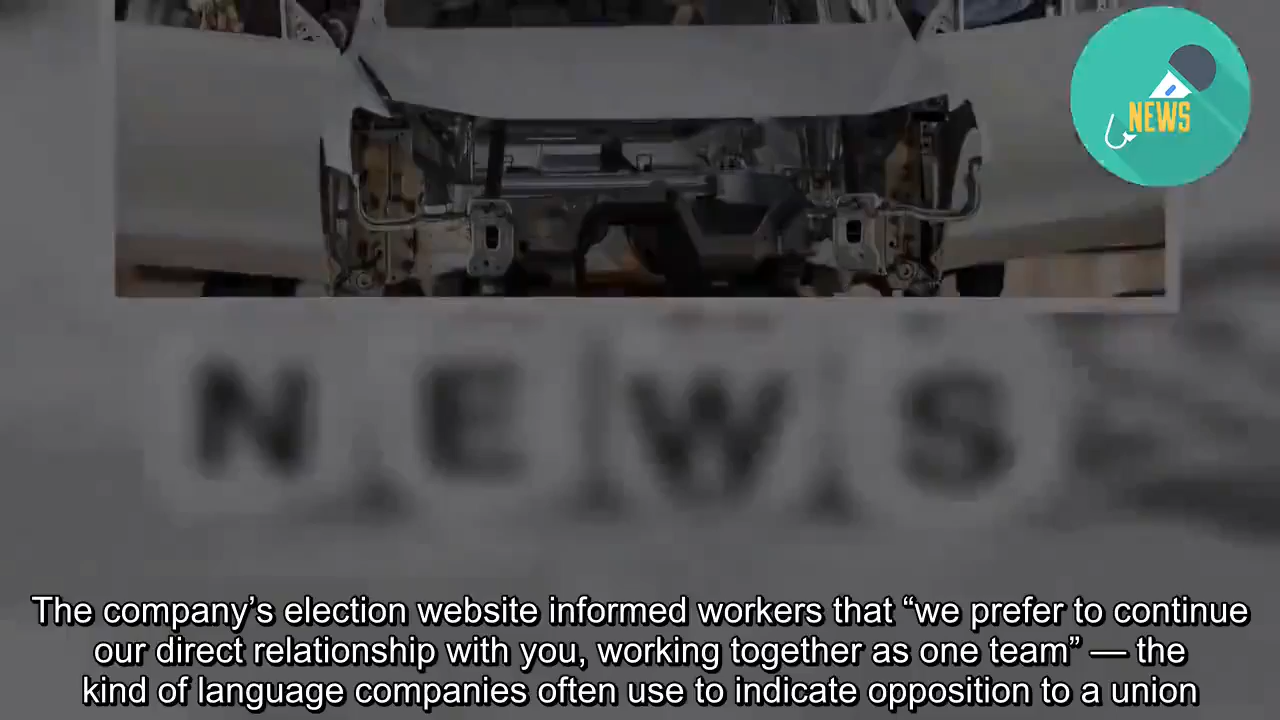 NEWS
NEWS
The company’s election website informed workers that “we prefer to continue
our direct relationship with you, working together as one team” — the
kind of language companies often use to indicate opposition to a union